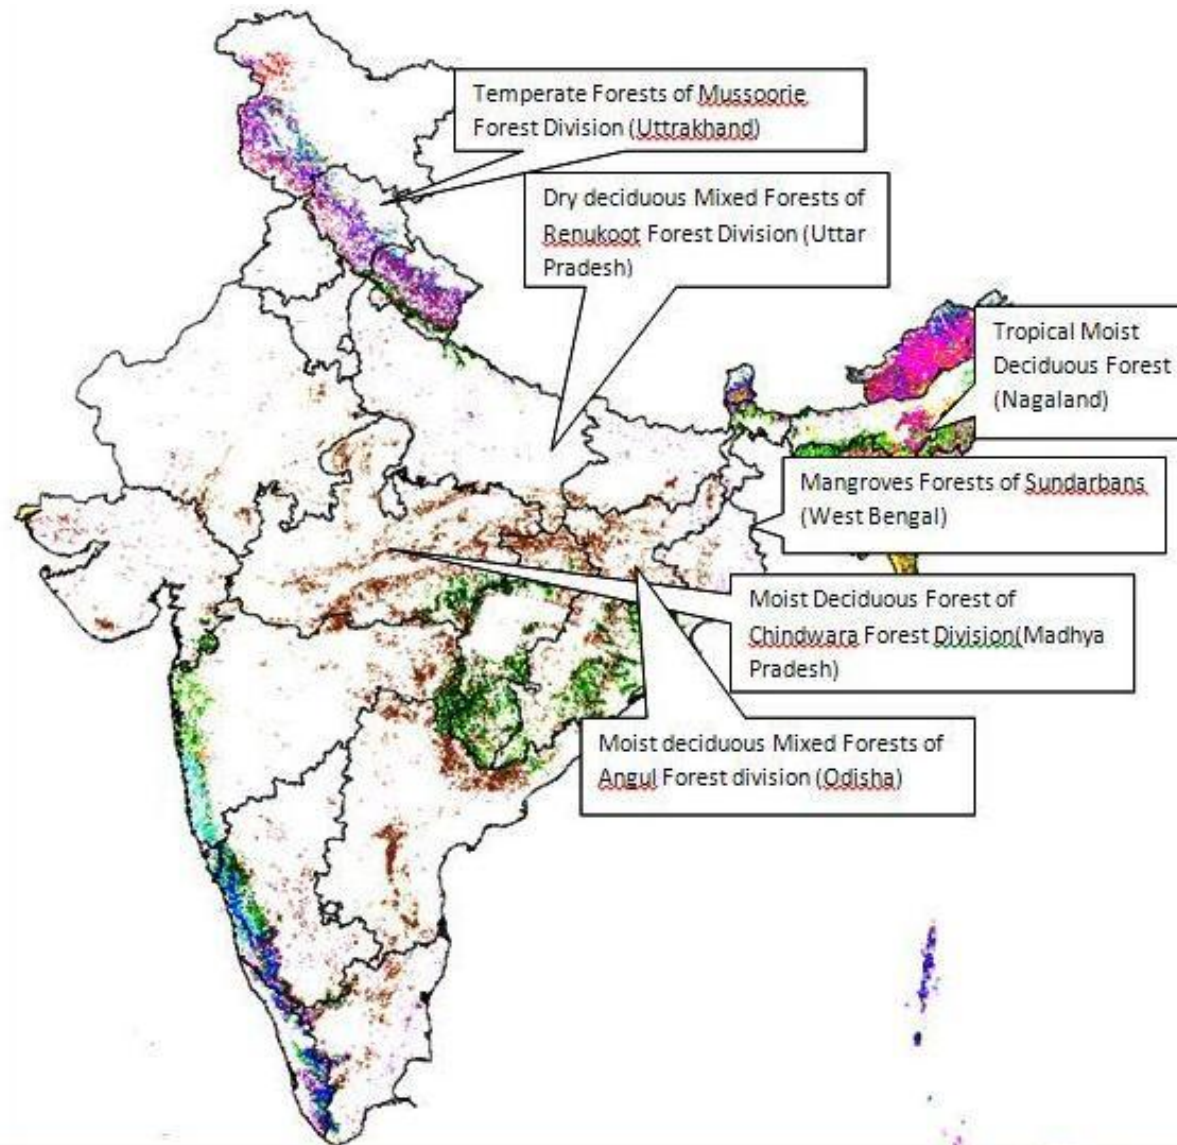 Temperate Forests of Mussoorie
Forest Division (Uttrakhand)
Dry deciduous Mixed Forests of
Renukoot Forest Division (Uttar
Pradesh)
Tropical Moist
Deciduous Forest
(Nagaland)
Mangroves Forests of Sundarbans
(West Bengal)
Moist Deciduous Forest of
Chindwara Forest Division(Madhya
Pradesh)
Moist deciduous Mixed Forests of
Angul Forest division (Odisha)